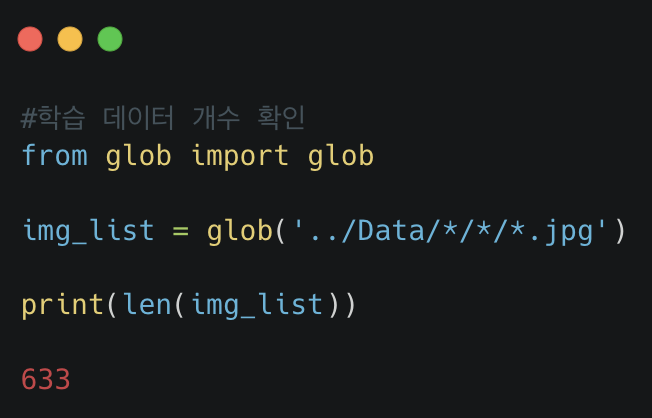 #학습 데이터 개수 확인
from glob import glob
img_list = glob('../Data/*/*/*.jpg')
print(len(img_list))
633